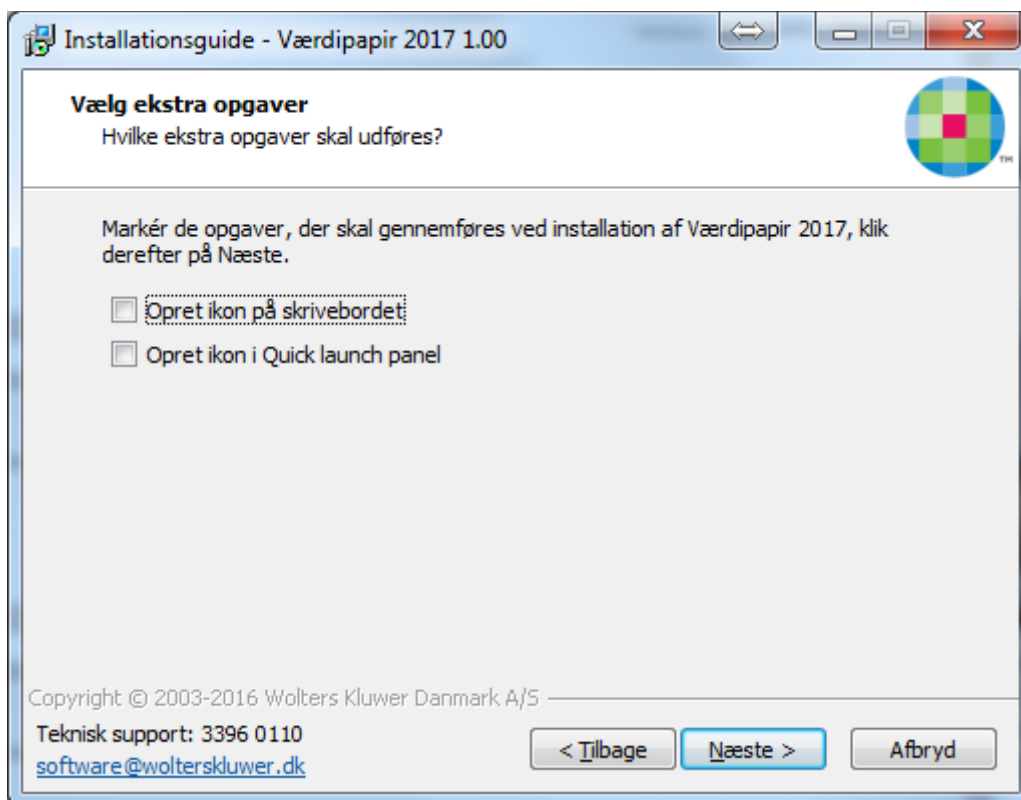 Installationsguide - Værdipapir 2017 1.00
Vælg ekstra opgaver
Hvilke ekstra opgaver skal udføres?
TM
Markér de opgaver, der skal gennemføres ved installation af Værdipapir 2017, klik
derefter på Næste.
Opret ikon på skrivebordet
Opret ikon i Quick launch panel
Copyright © 2003-2016 Wolters Kluwer Danmark A/S
Teknisk support: 3396 0110
software@wolterskluwer.dk
< Tilbage
Næste >
Afbryd